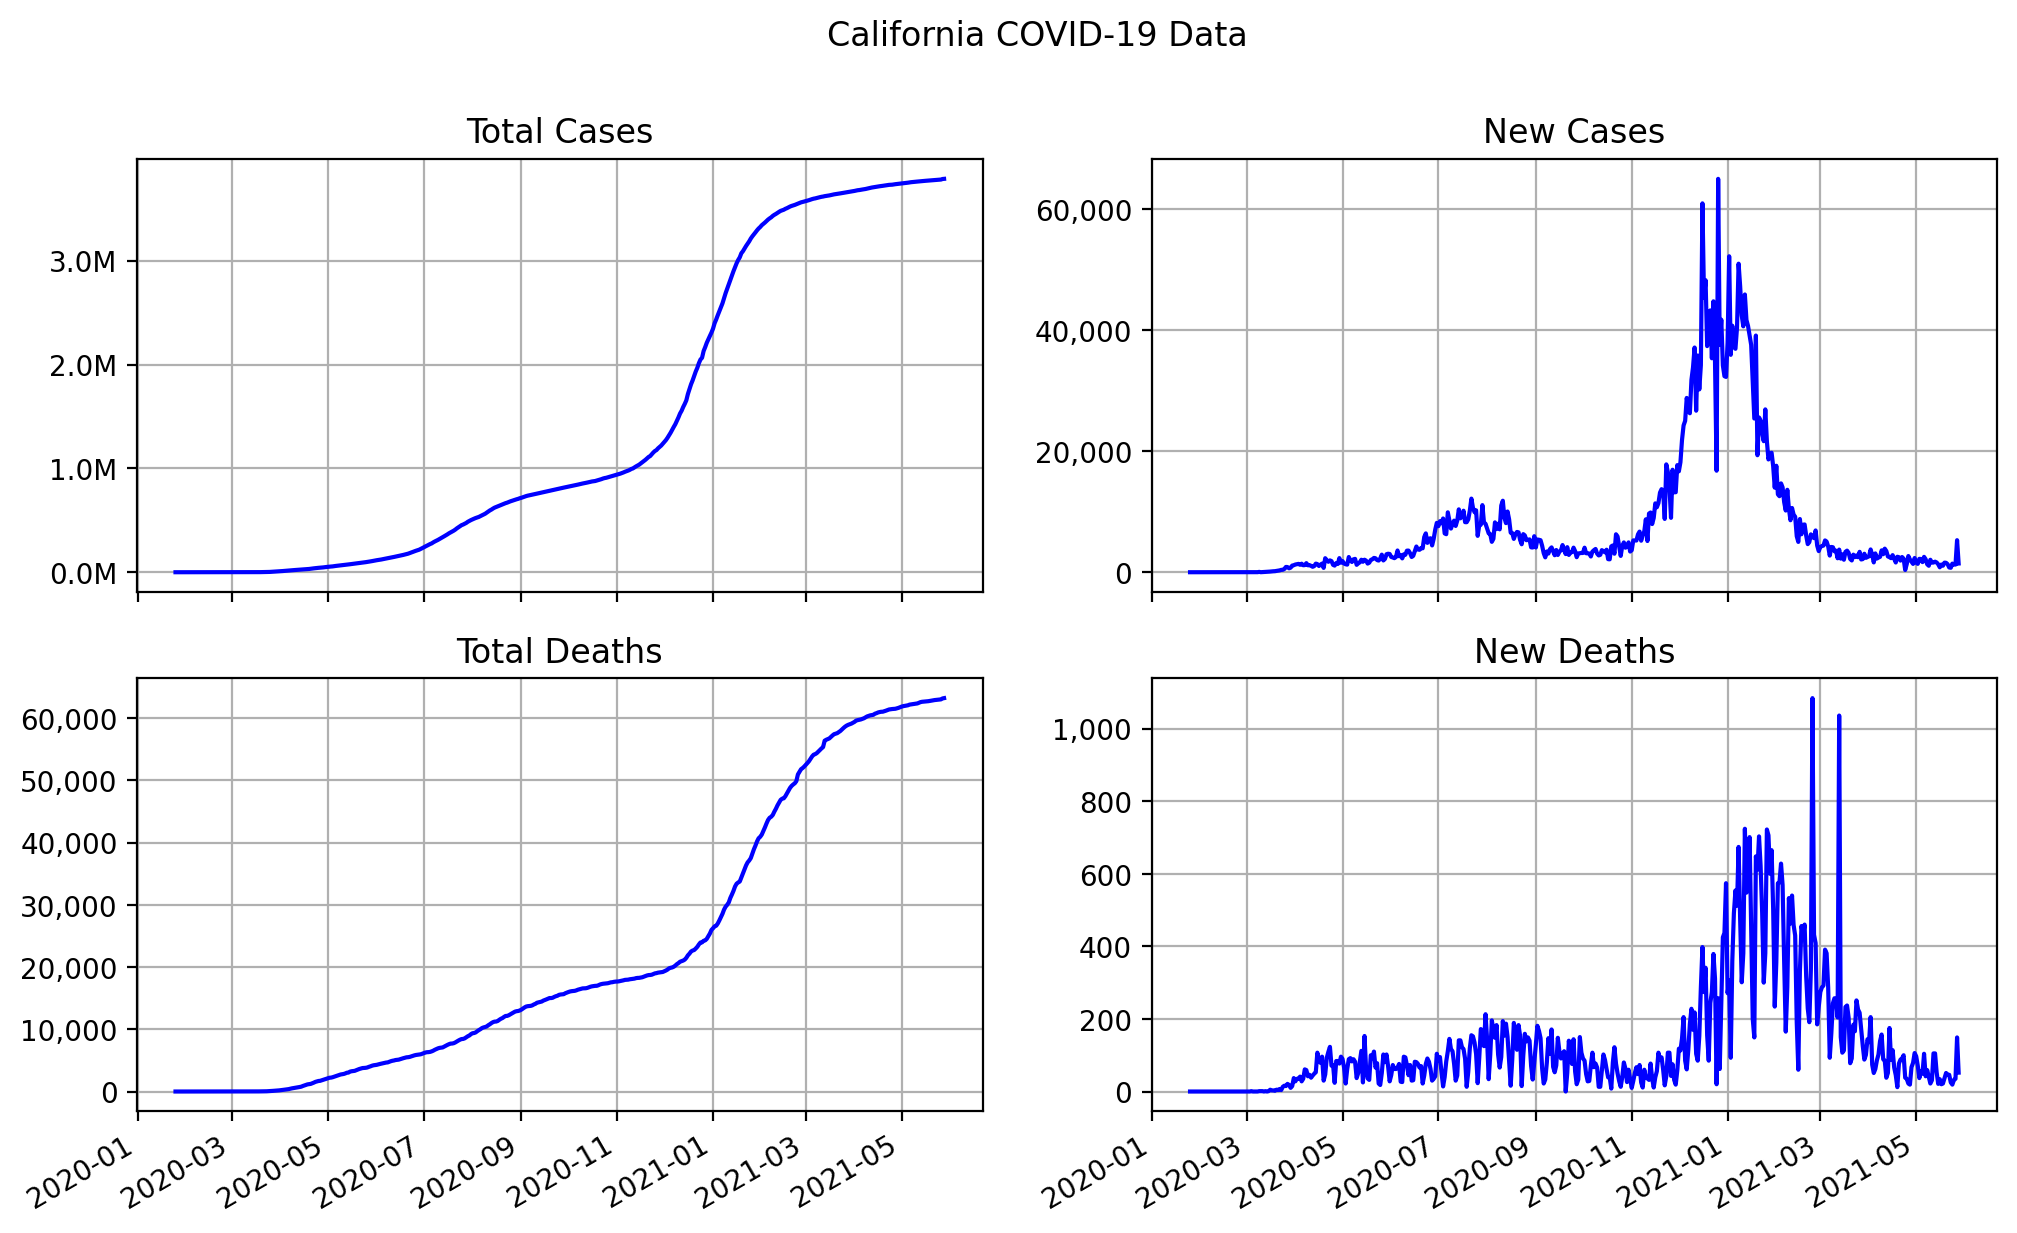 California COVID-19 Data
Total Cases
3.0M
2.0M
1.0M
0.0M
New Cases
60,000
40,000
20,000
0
Total Deaths
60,000
50,000
40,000
30,000
20,000
10,000
0
2020-01 2020-03 2020-05 2020-07 2020-09 2020-11 2021-01 2021-03 2021-05
New Deaths
1,000
800
600
400
200
0
2020-01 2020-03 2020-05 2020-07 2020-09 2020-11 2021-01 2021-03 2021-05